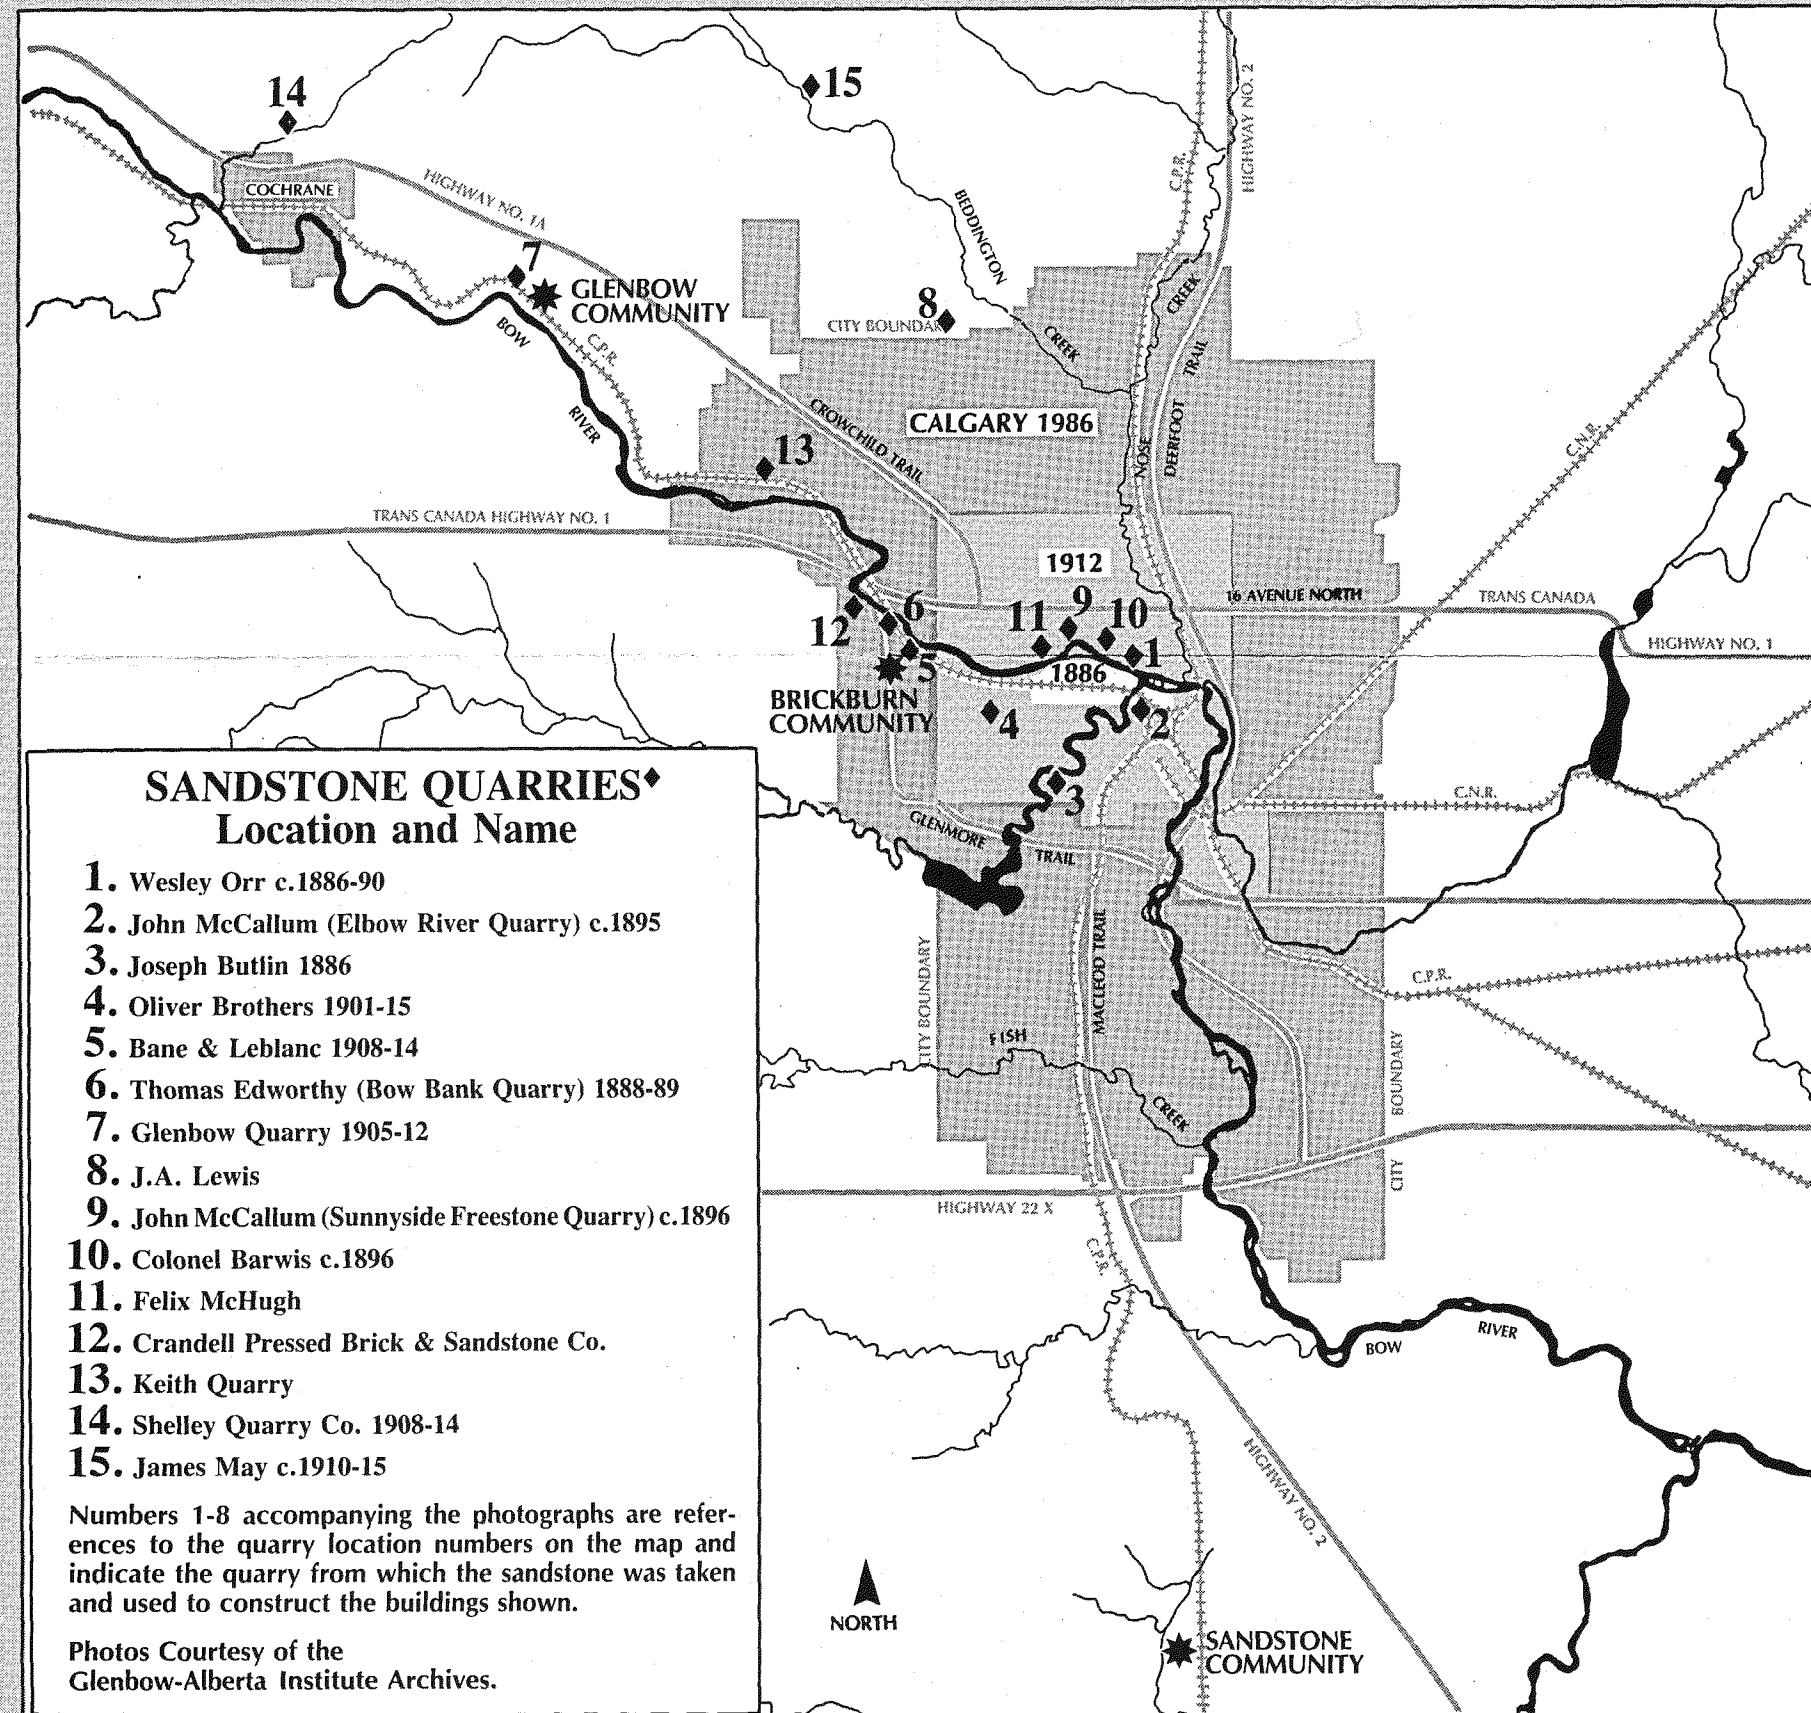 14
15
HIGHWAY NO. 2
C.P.R.
COCHRANE
HIGHWAY NO. 1A
BEDDINGTON
7
GLENBOW
COMMUNITY
8
CITY BOUNDAR
CREEK
CREEK
BOW
C.P.R.
TRAIL
RIVER
CROWCHILD TRAIL
CALGARY 1986
DEERFOOT
NOSE
C.N.R.
13
TRANS CANADA HIGHWAY NO. 1
1912
16 AVENUE NORTH
TRANS CANADA
6
9
10
11
12
1
HIGHWAY NO. 1
5
1886
BRICKBURN
COMMUNITY
4
2
3
C.N.R.
GLENMORE
TRAIL
MACLEOD TRAIL
CITY BOUNDARY
C.P.R.
FISH
CREEK
CITY BOUNDARY
HIGHWAY 22 X
C.P.R.
BOW
RIVER
HIGHWAY NO. 2
NORTH
SANDSTONE
COMMUNITY
SANDSTONE QUARRIES♦
Location and Name
1. Wesley Orr c.1886-90
2. John McCallum (Elbow River Quarry) c.1895
3. Joseph Butlin 1886
4. Oliver Brothers 1901-15
5. Bane & Leblanc 1908-14
6. Thomas Edworthy (Bow Bank Quarry) 1888-89
7. Glenbow Quarry 1905-12
8. J.A. Lewis
9. John McCallum (Sunnyside Freestone Quarry) c.1896
10. Colonel Barwis c.1896
11. Felix McHugh
12. Crandell Pressed Brick & Sandstone Co.
13. Keith Quarry
14. Shelley Quarry Co. 1908-14
15. James May c.1910-15
Numbers 1-8 accompanying the photographs are refer-
ences to the quarry location numbers on the map and
indicate the quarry from which the sandstone was taken
and used to construct the buildings shown.
Photos Courtesy of the
Glenbow-Alberta Institute Archives.